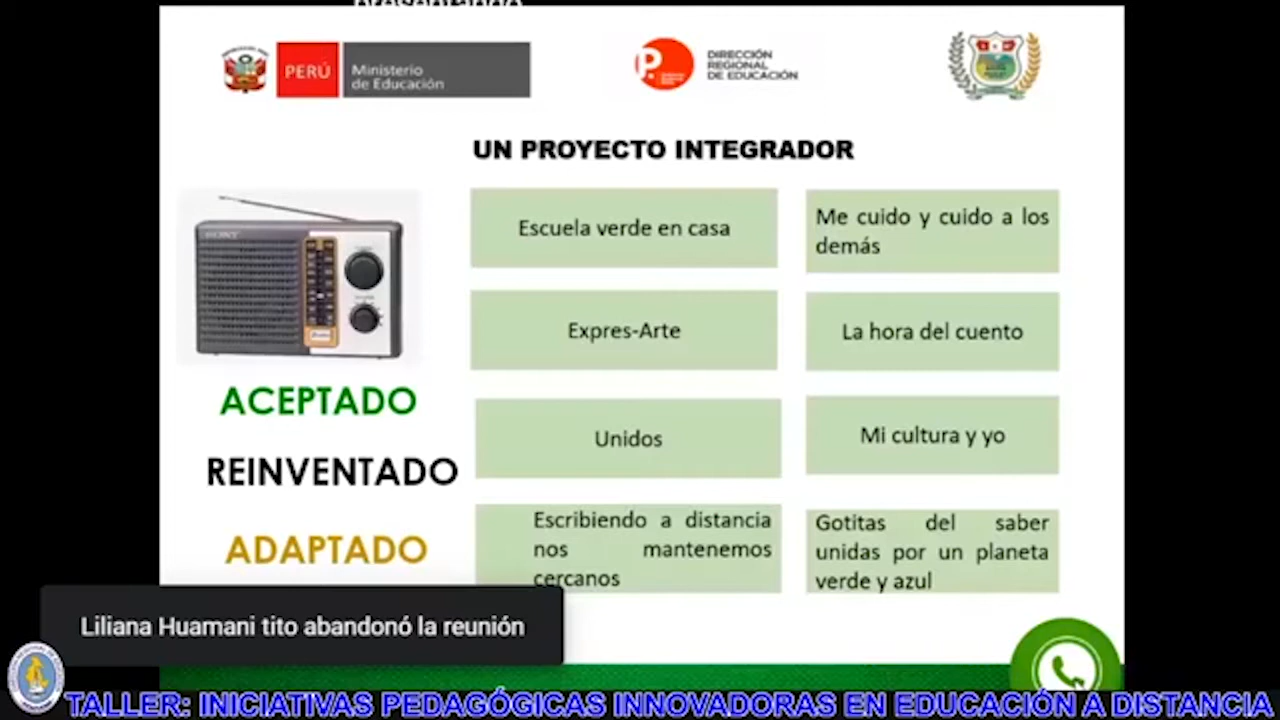 presentando
PERÚ
Ministerio
de Educación
DIRECCIÓN
REGIONAL
DE EDUCACIÓN
UN PROYECTO INTEGRADOR
SONY
Escuela verde en casa
Me cuido y cuido a los
demás
Expres-Arte
La hora del cuento
ACEPTADO
Unidos
Mi cultura y yo
REINVENTADO
ADAPTADO
Escribiendo a distancia
nos mantenemos
cercanos
Gotitas del saber
unidas por un planeta
verde y azul
Liliana Huamani tito abandonó la reunión
TALLER: INICIATIVAS PEDAGÓGICAS INNOVADORAS EN EDUCACIÓN A DISTANCIA